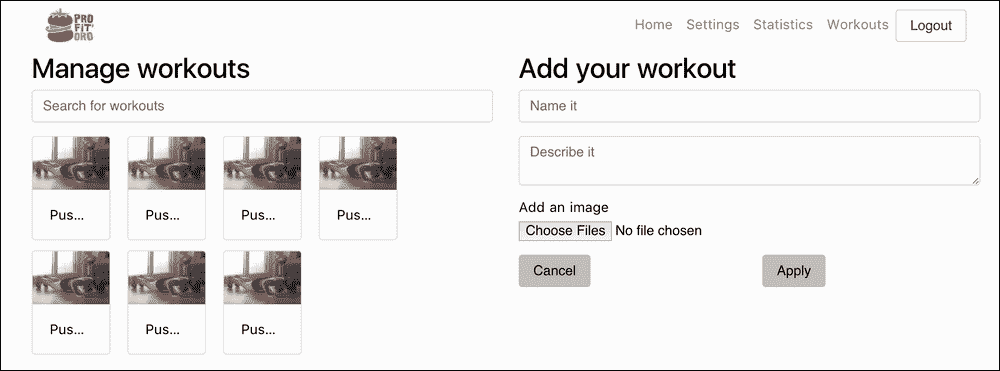 PRO
FIT'
ORO
Home Settings Statistics Workouts Logout
Manage workouts
Search for workouts
Pus...
Pus...
Pus...
Pus...
Pus...
Pus...
Pus...
Add your workout
Name it
Describe it
Add an image
Choose Files No file chosen
Cancel
Apply